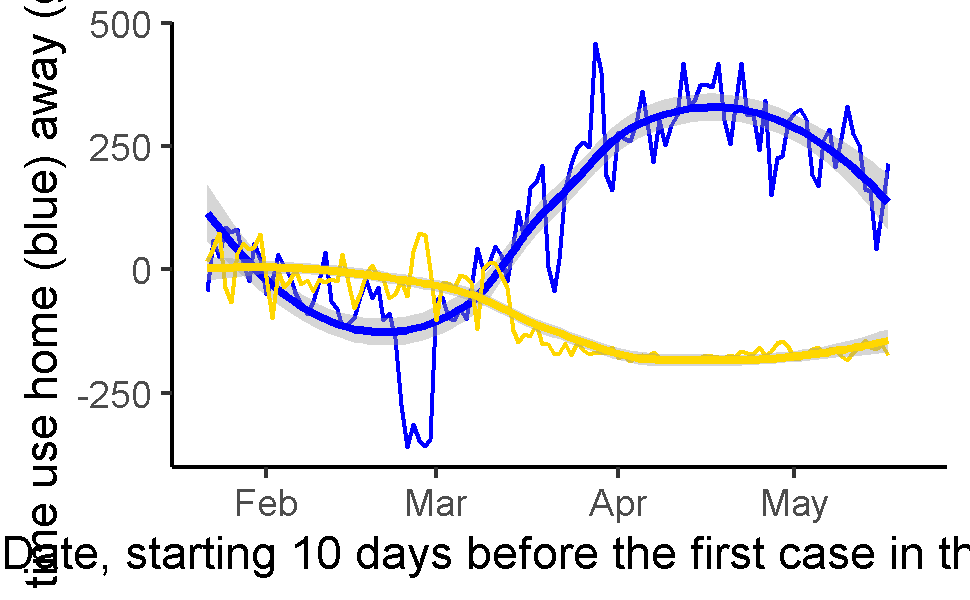 500
250
0
-250
time use home (blue) away (
Feb Mar Apr May
Date, starting 10 days before the first case in